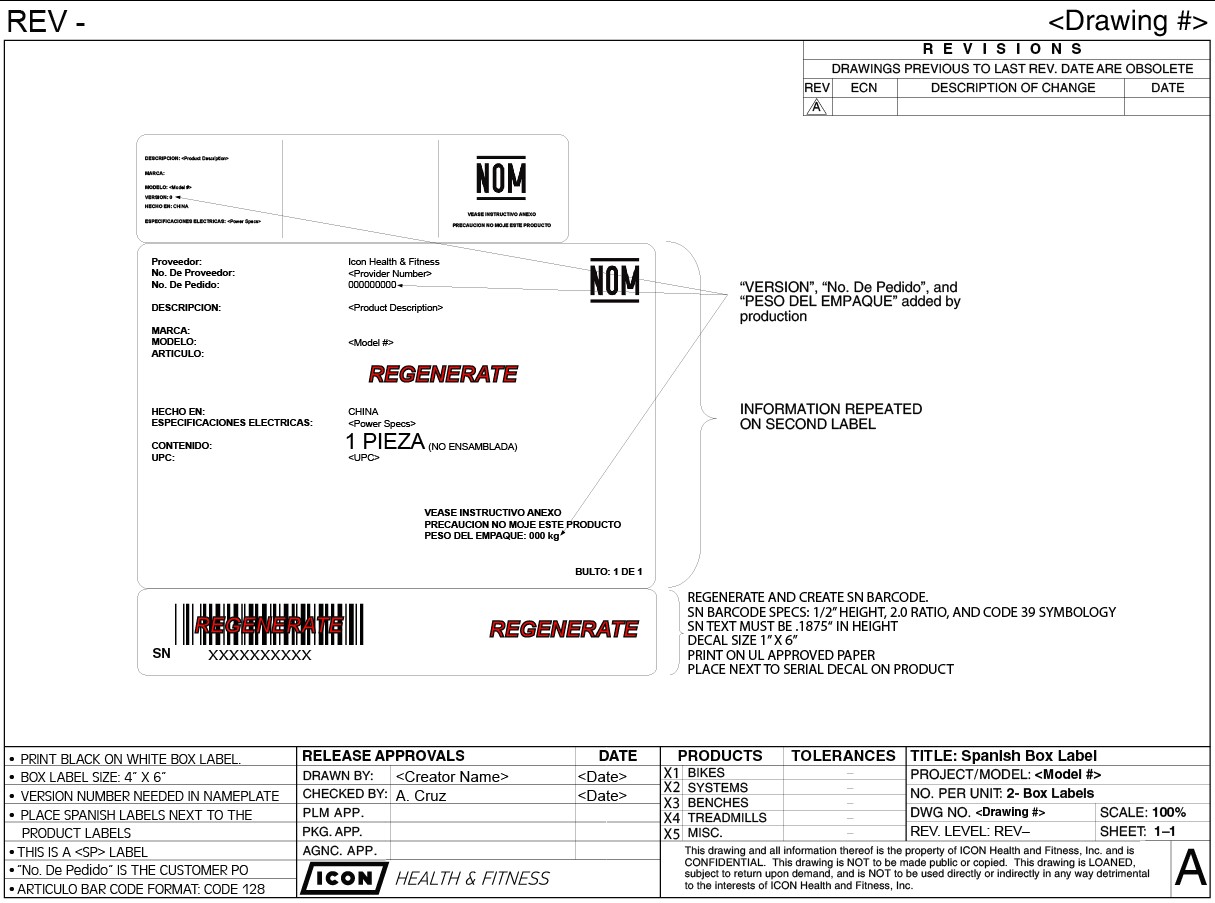 REV -
<Drawing #>
REVISIONS
DRAWINGS PREVIOUS TO LAST REV. DATE ARE OBSOLETE
REV ECN DESCRIPTION OF CHANGE DATE
A
DESCRIPCION: <Product Description>
MARCA:
MODELO: <Model #>
VERSION: 0
HECHO EN: CHINA
ESPECIFICACIONES ELECTRICAS: <Power Specs>
NOM
VEASE INSTRUCTIVO ANEXO
PRECAUCION NO MOJE ESTE PRODUCTO
Proveedor: Icon Health & Fitness
No. De Proveedor: <Provider Number>
No. De Pedido: 000000000
DESCRIPCION: <Product Description>
MARCA:
MODELO: <Model #>
ARTICULO:
REGENERATE
NOM
HECHO EN: CHINA
ESPECIFICACIONES ELECTRICAS: <Power Specs>
CONTENIDO: 1 PIEZA (NO ENSAMBLADA)
UPC: <UPC>
VEASE INSTRUCTIVO ANEXO
PRECAUCION NO MOJE ESTE PRODUCTO
PESO DEL EMPAQUE: 000 kg
BULTO: 1 DE 1
“VERSION”, “No. De Pedido”, and
“PESO DEL EMPAQUE” added by
production
INFORMATION REPEATED
ON SECOND LABEL
REGENERATE
SN XXXXXXXXXX
REGENERATE
REGENERATE AND CREATE SN BARCODE.
SN BARCODE SPECS: 1/2” HEIGHT, 2.0 RATIO, AND CODE 39 SYMBOLOGY
SN TEXT MUST BE .1875“ IN HEIGHT
DECAL SIZE 1” X 6”
PRINT ON UL APPROVED PAPER
PLACE NEXT TO SERIAL DECAL ON PRODUCT
• PRINT BLACK ON WHITE BOX LABEL.
• BOX LABEL SIZE: 4” X 6”
• VERSION NUMBER NEEDED IN NAMEPLATE
• PLACE SPANISH LABELS NEXT TO THE
PRODUCT LABELS
• THIS IS A <SP> LABEL
• “No. De Pedido” IS THE CUSTOMER PO
• ARTICULO BAR CODE FORMAT: CODE 128
RELEASE APPROVALS DATE
DRAWN BY: <Creator Name> <Date>
CHECKED BY: A. Cruz <Date>
PLM APP.
PKG. APP.
AGNC. APP.
ICON HEALTH & FITNESS
PRODUCTS TOLERANCES
X1 BIKES –
X2 SYSTEMS –
X3 BENCHES –
X4 TREADMILLS –
X5 MISC. –
TITLE: Spanish Box Label
PROJECT/MODEL: <Model #>
NO. PER UNIT: 2- Box Labels
DWG NO. <Drawing #> SCALE: 100%
REV. LEVEL: REV– SHEET: 1–1
This drawing and all information thereof is the property of ICON Health and Fitness, Inc. and is
CONFIDENTIAL. This drawing is NOT to be made public or copied. This drawing is LOANED,
subject to return upon demand, and is NOT to be used directly or indirectly in any way detrimental
to the interests of ICON Health and Fitness, Inc.
A